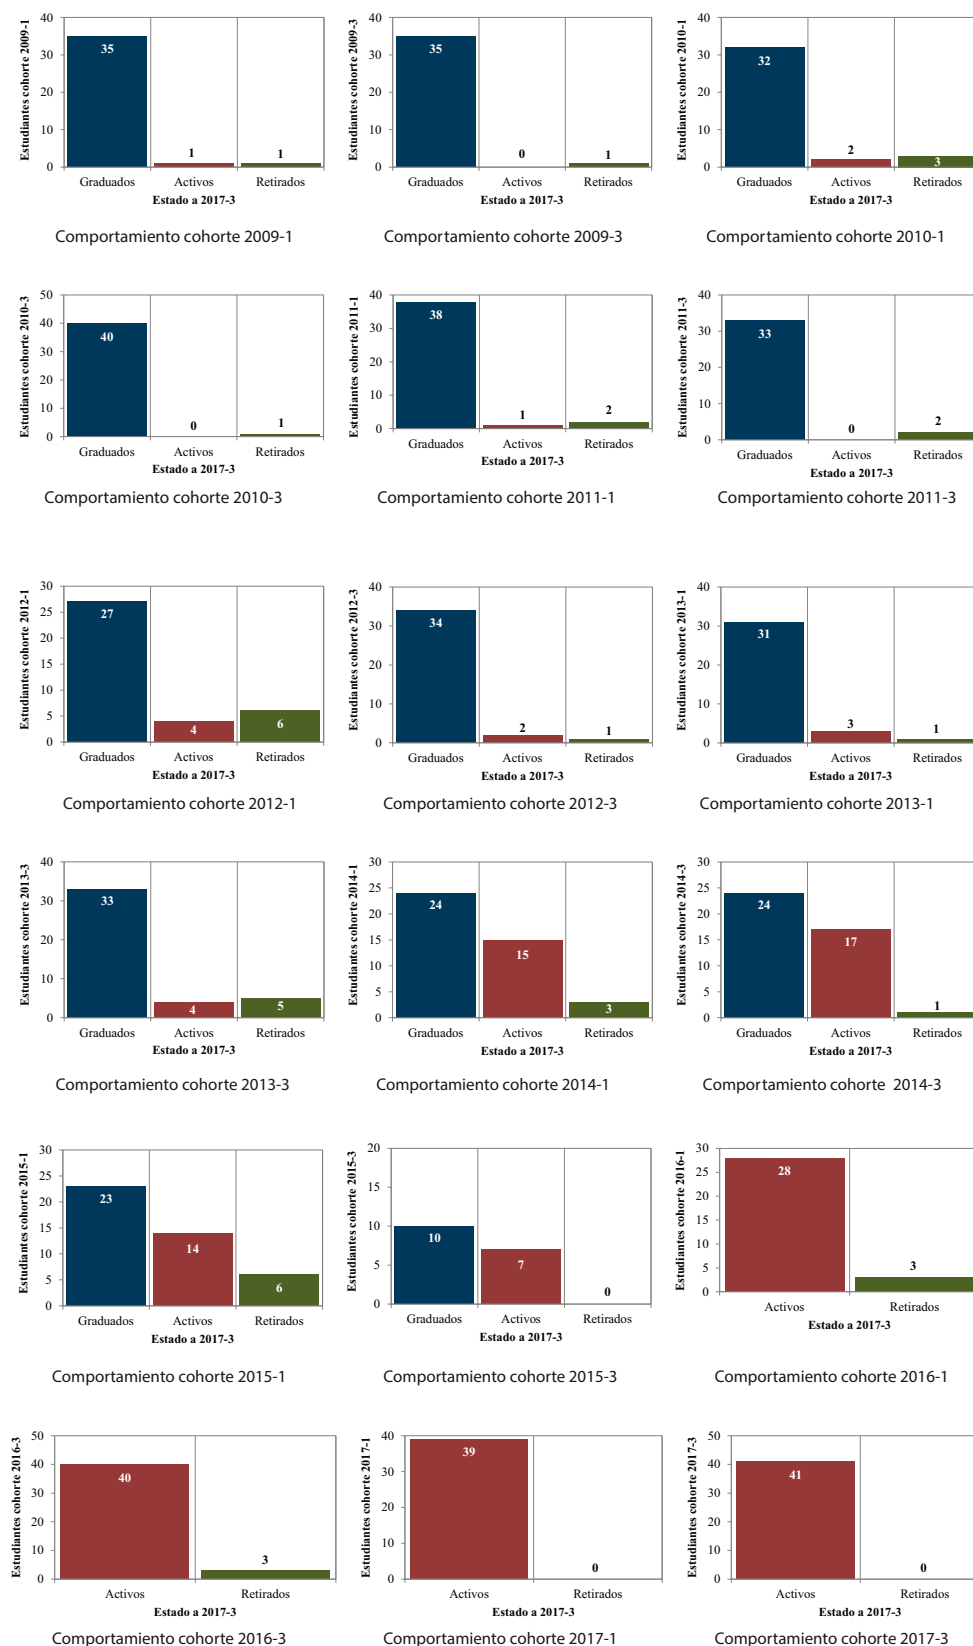 Estudiantes cohorte 2009-1
40
30
20
10
0
35
1
1
Graduados Activos Retirados
Estado a 2017-3
Comportamiento cohorte 2009-1
Estudiantes cohorte 2009-3
40
30
20
10
0
35
0
1
Graduados Activos Retirados
Estado a 2017-3
Comportamiento cohorte 2009-3
Estudiantes cohorte 2010-1
40
30
20
10
0
32
2
3
Graduados Activos Retirados
Estado a 2017-3
Comportamiento cohorte 2010-1
Estudiantes cohorte 2010-3
50
40
30
20
10
0
40
0
1
Graduados Activos Retirados
Estado a 2017-3
Comportamiento cohorte 2010-3
Estudiantes cohorte 2011-1
40
30
20
10
0
38
1
2
Graduados Activos Retirados
Estado a 2017-3
Comportamiento cohorte 2011-1
Estudiantes cohorte 2011-3
40
30
20
10
0
33
0
2
Graduados Activos Retirados
Estado a 2017-3
Comportamiento cohorte 2011-3
Estudiantes cohorte 2012-1
30
25
20
15
10
5
0
27
4
6
Graduados Activos Retirados
Estado a 2017-3
Comportamiento cohorte 2012-1
Estudiantes cohorte 2012-3
40
30
20
10
0
34
2
1
Graduados Activos Retirados
Estado a 2017-3
Comportamiento cohorte 2012-3
Estudiantes cohorte 2013-1
40
30
20
10
0
31
3
1
Graduados Activos Retirados
Estado a 2017-3
Comportamiento cohorte 2013-1
Estudiantes cohorte 2013-3
40
30
20
10
0
33
4
5
Graduados Activos Retirados
Estado a 2017-3
Comportamiento cohorte 2013-3
Estudiantes cohorte 2014-1
30
25
20
15
10
5
0
24
15
3
Graduados Activos Retirados
Estado a 2017-3
Comportamiento cohorte 2014-1
Estudiantes cohorte 2014-3
30
25
20
15
10
5
0
24
17
1
Graduados Activos Retirados
Estado a 2017-3
Comportamiento cohorte 2014-3
Estudiantes cohorte 2015-1
30
25
20
15
10
5
0
23
14
6
Graduados Activos Retirados
Estado a 2017-3
Comportamiento cohorte 2015-1
Estudiantes cohorte 2015-3
20
15
10
5
0
10
7
0
Graduados Activos Retirados
Estado a 2017-3
Comportamiento cohorte 2015-3
Estudiantes cohorte 2016-1
30
25
20
15
10
5
0
28
3
Activos Retirados
Estado a 2017-3
Comportamiento cohorte 2016-1
Estudiantes cohorte 2016-3
50
40
30
20
10
0
40
3
Activos Retirados
Estado a 2017-3
Comportamiento cohorte 2016-3
Estudiantes cohorte 2017-1
40
30
20
10
0
39
0
Activos Retirados
Estado a 2017-3
Comportamiento cohorte 2017-1
Estudiantes cohorte 2017-3
50
40
30
20
10
0
41
0
Activos Retirados
Estado a 2017-3
Comportamiento cohorte 2017-3